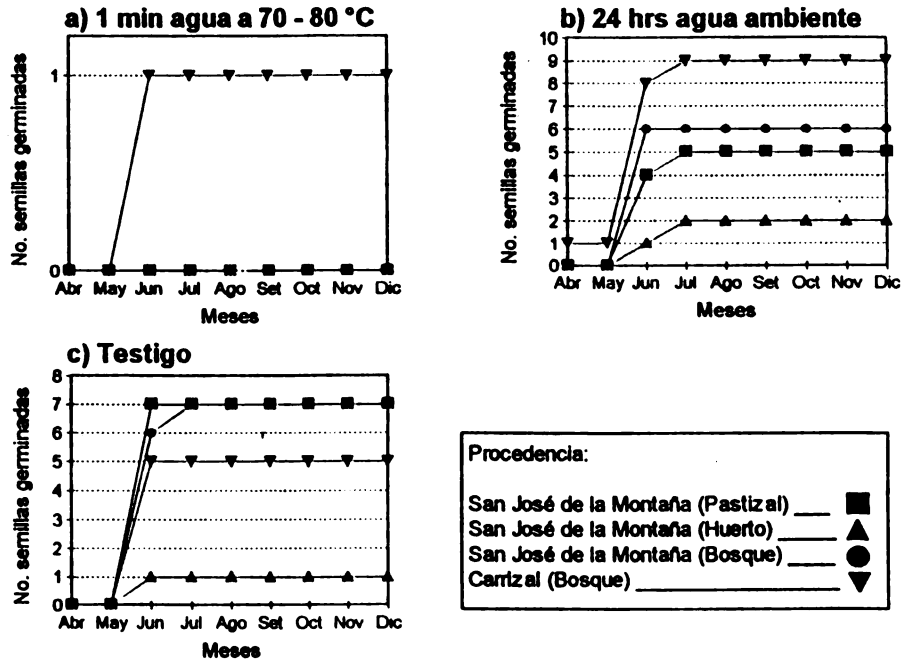 a) 1 min agua a 70 - 80 °C
No. semillas germinadas
1
0
Abr May Jun Jul Ago Set Oct Nov Dic
Meses
b) 24 hrs agua ambiente
No. semillas germinadas
10
9
8
7
6
5
4
3
2
1
0
Abr May Jun Jul Ago Set Oct Nov Dic
Meses
c) Testigo
No. semillas germinadas
8
7
6
5
4
3
2
1
0
Abr May Jun Jul Ago Set Oct Nov Dic
Meses
Procedencia:
San José de la Montaña (Pastizal)
San José de la Montaña (Huerto)
San José de la Montaña (Bosque)
Carrizal (Bosque)